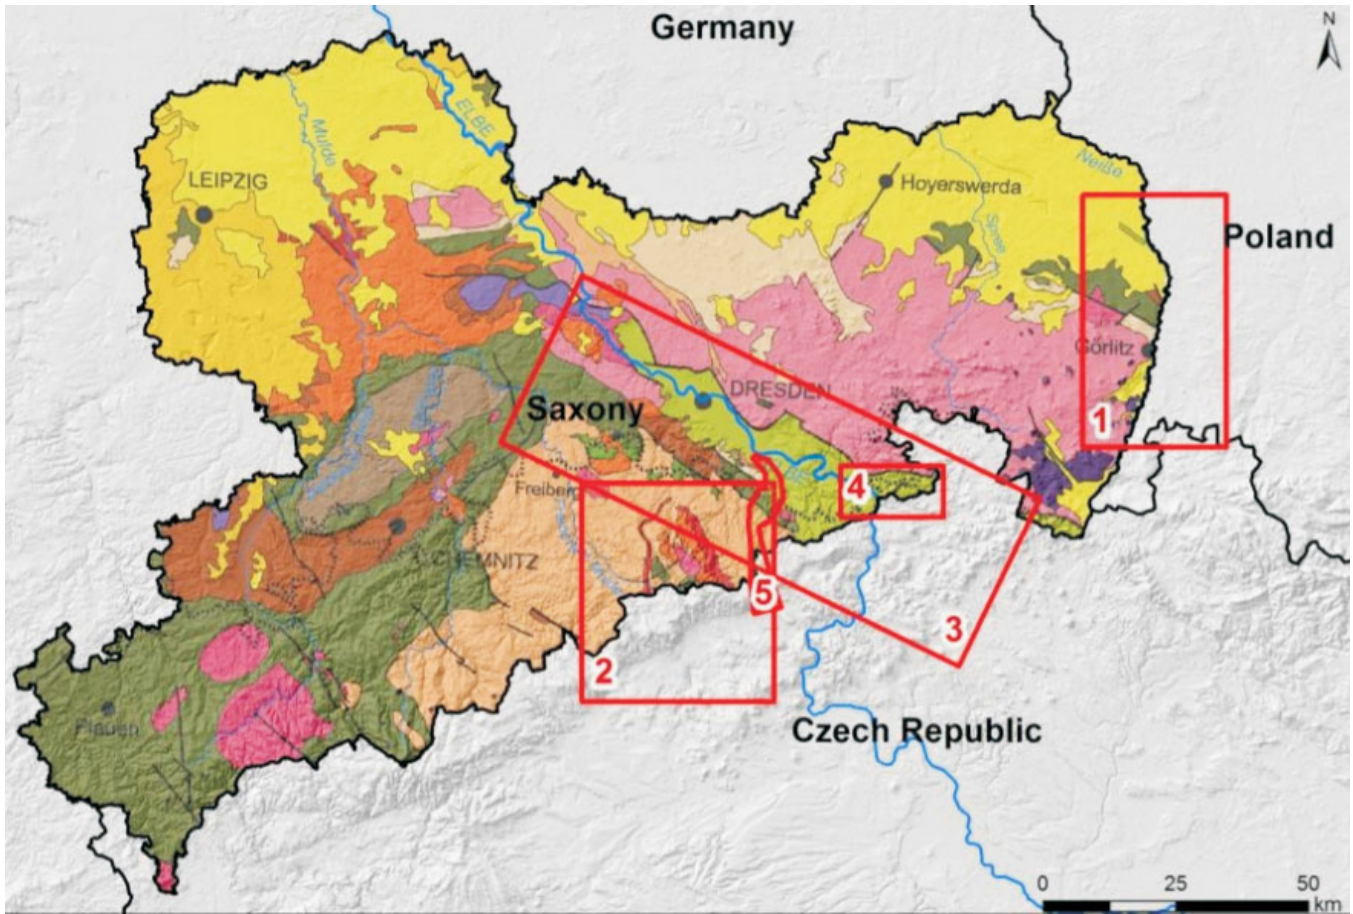 Germany
N
ELBE
Mulde
LEIPZIG
Hoyerswerda
Neiße
Spree
Poland
Görlitz
DRESDEN
Saxony
1
4
Freiberg
CHEMNITZ
5
3
2
Plauen
Czech Republic
0 25 50
km